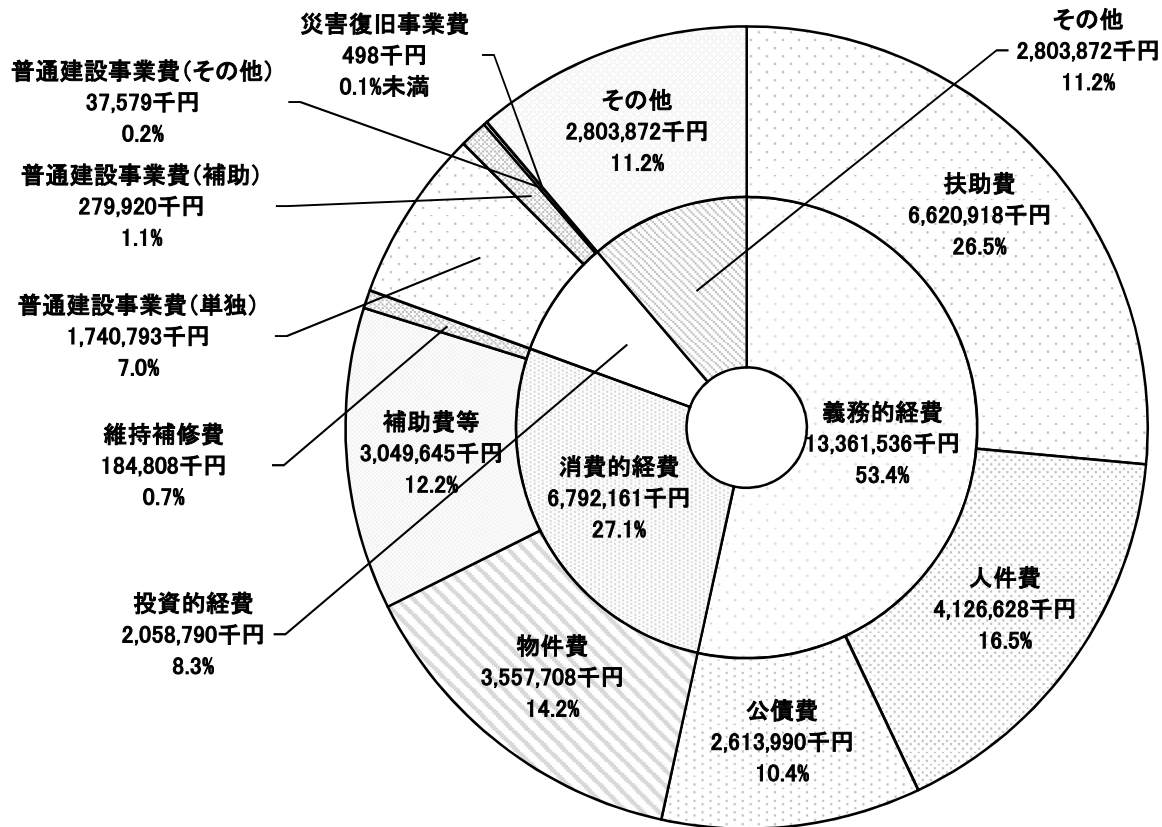 災害復旧事業費
498千円
0.1%未満
その他
2,803,872千円
11.2%
普通建設事業費(その他)
37,579千円
0.2%
その他
2,803,872千円
11.2%
普通建設事業費(補助)
279,920千円
1.1%
扶助費
6,620,918千円
26.5%
普通建設事業費(単独)
1,740,793千円
7.0%
補助費等
3,049,645千円
12.2%
義務的経費
13,361,536千円
53.4%
維持補修費
184,808千円
0.7%
消費的経費
6,792,161千円
27.1%
人件費
4,126,628千円
16.5%
投資的経費
2,058,790千円
8.3%
物件費
3,557,708千円
14.2%
公債費
2,613,990千円
10.4%